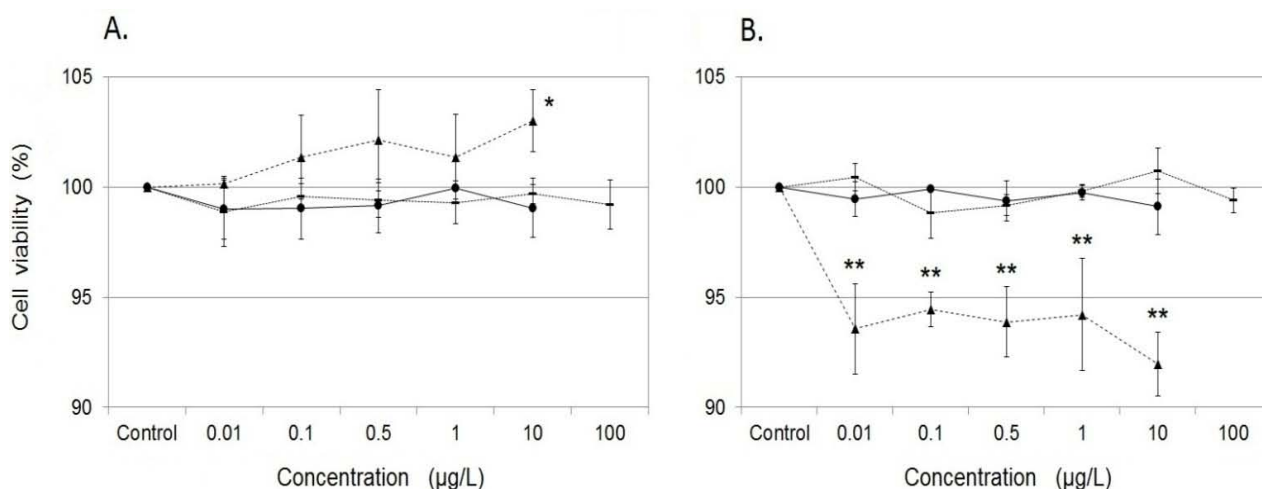 A.
105
100
95
90
Cell viability (%)
*
Control 0.01 0.1 0.5 1 10 100
Concentration (µg/L)
B.
105
100
95
90
** ** ** ** **
Control 0.01 0.1 0.5 1 10 100
Concentration (µg/L)